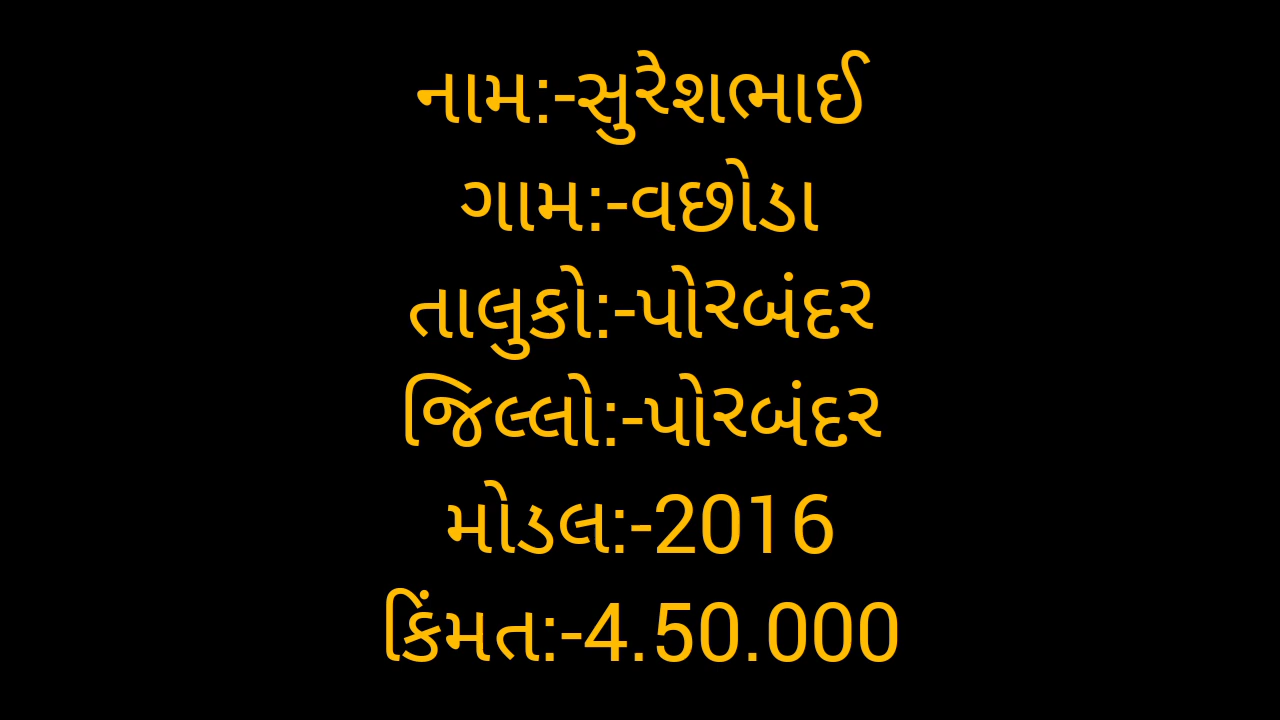 નામ:-સુરેશભાઈ
ગામ:-વછોડા
તાલુકો:-પોરબંદર
જિલ્લો:-પોરબંદર
મોડલ:-2016
કિંમત:-4.50.000